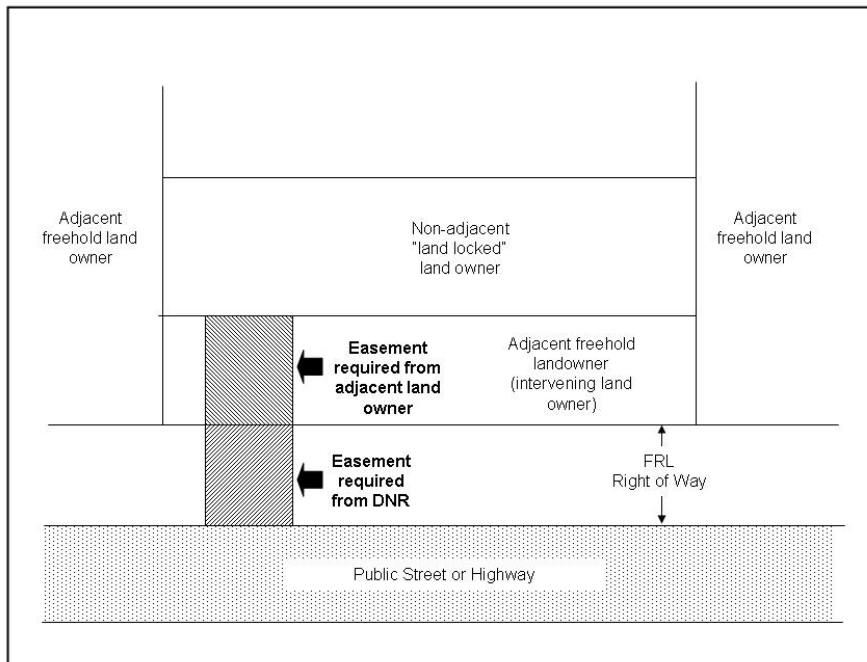 Adjacent
freehold land
owner
Non-adjacent
"land locked"
land owner
Adjacent
freehold land
owner
Easement
required from
adjacent land
owner
Adjacent freehold
landowner
(intervening land
owner)
Easement
required
from DNR
FRL
Right of Way
Public Street or Highway